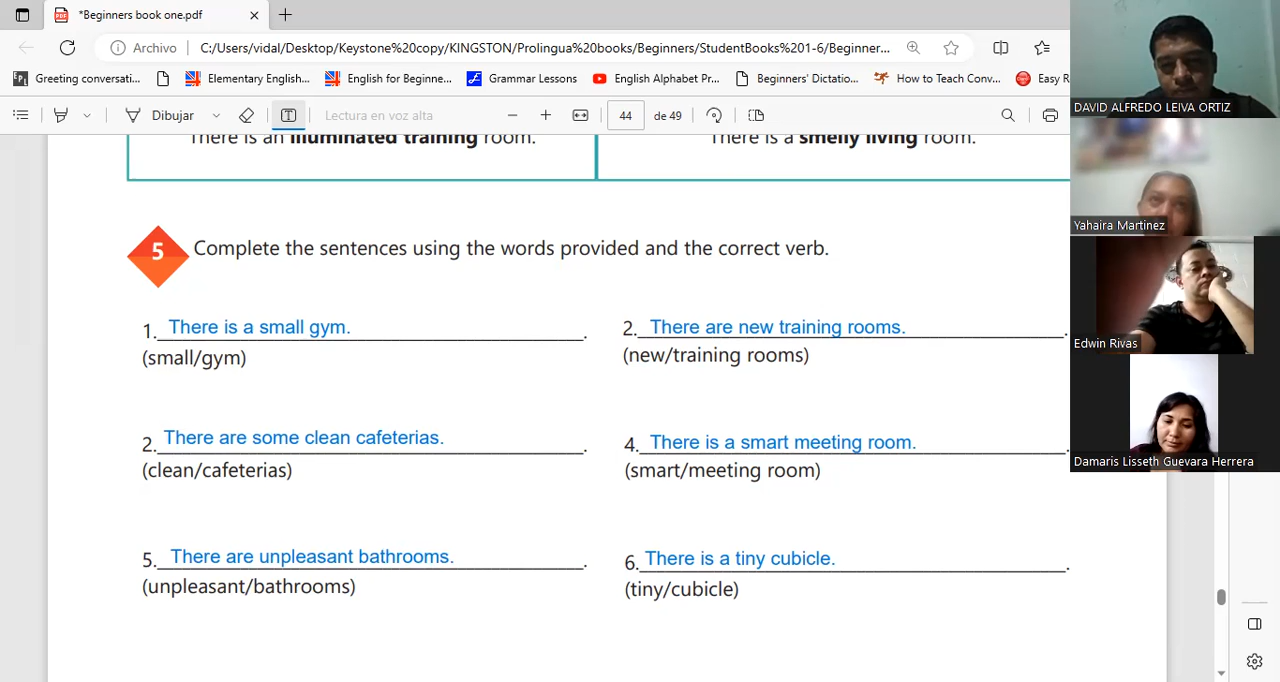 *Beginners book one.pdf
Archivo
C:/Users/vidal/Desktop/Keystone%20copy/KINGSTON/Prolingua%20books/Beginners/StudentBooks%201-6/Beginner...
Greeting conversati...
Elementary English...
English for Beginne...
Grammar Lessons
English Alphabet Pr...
Beginners' Dictatio...
How to Teach Conv...
Easy R
Dibujar
Lectura en voz alta
44
de 49
There is an illuminated training room.
There is a smelly living room.
5
Complete the sentences using the words provided and the correct verb.
1. There is a small gym. .
(small/gym)
2. There are new training rooms. .
(new/training rooms)
2. There are some clean cafeterias. .
(clean/cafeterias)
4. There is a smart meeting room. .
(smart/meeting room)
5. There are unpleasant bathrooms. .
(unpleasant/bathrooms)
6. There is a tiny cubicle. .
(tiny/cubicle)
DAVID ALFREDO LEIVA ORTIZ
Yahaira Martinez
Edwin Rivas
Damaris Lisseth Guevara Herrera